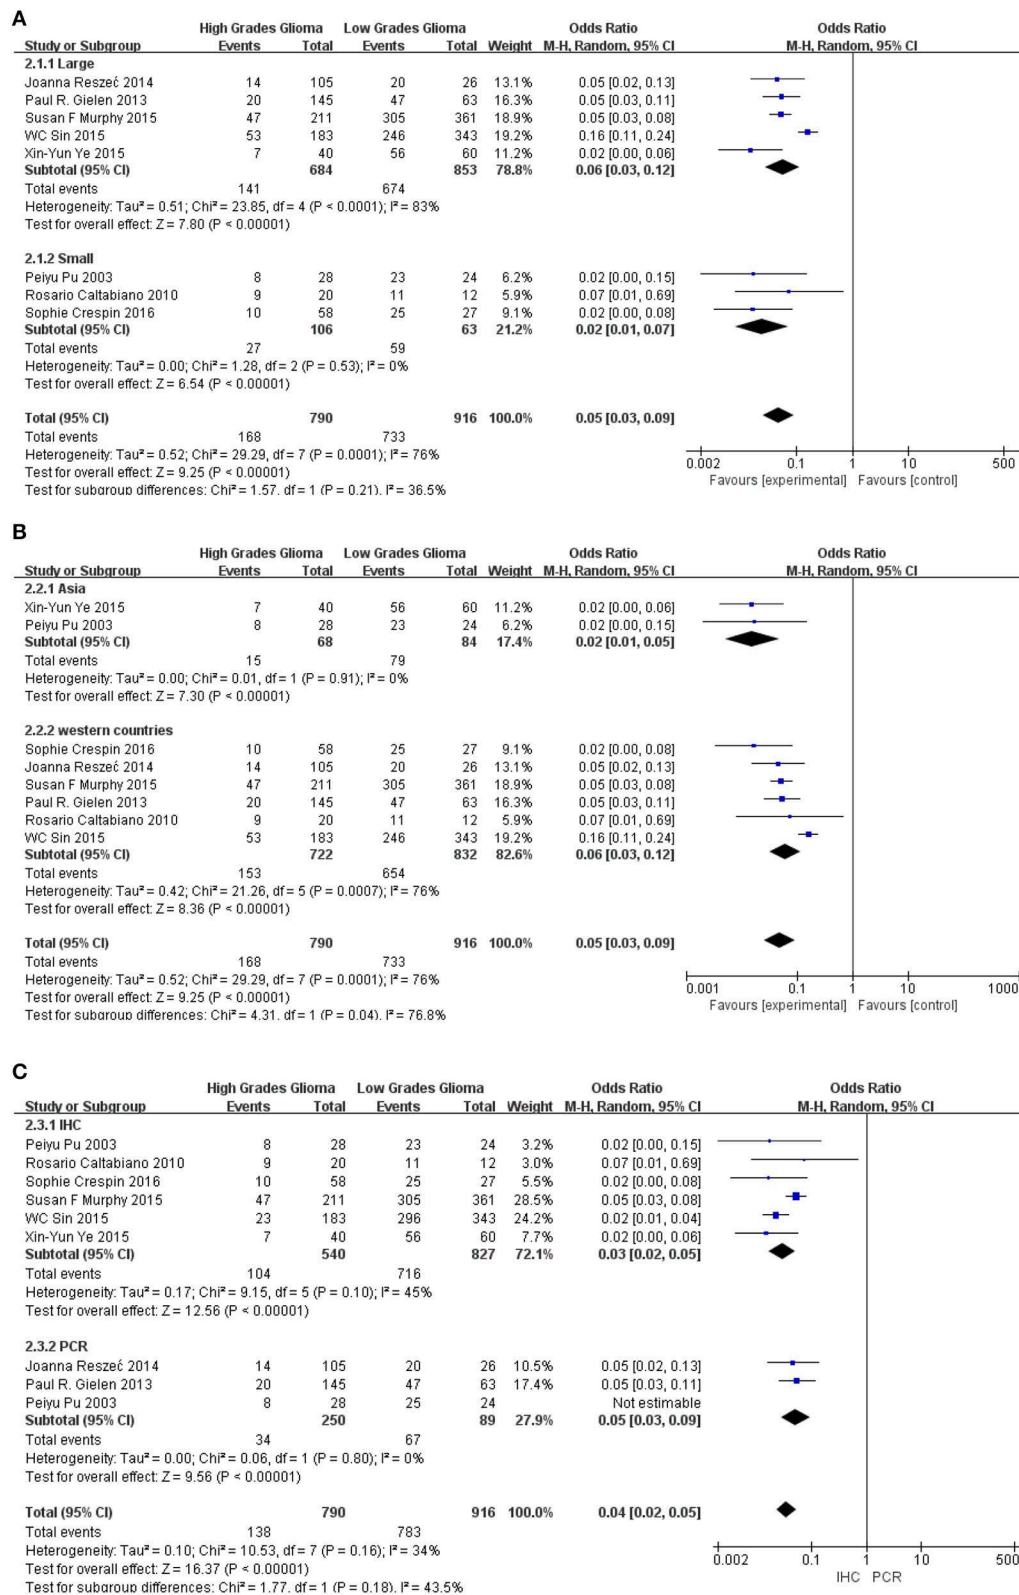 A
High Grades Glioma Low Grades Glioma Odds Ratio Odds Ratio
Study or Subgroup Events Total Events Total Weight M-H, Random, 95% CI M-H, Random, 95% CI
2.1.1 Large
Joanna Reszeć 2014 14 105 20 26 13.1% 0.05 [0.02, 0.13]
Paul R. Gielen 2013 20 145 47 63 16.3% 0.05 [0.03, 0.11]
Susan F Murphy 2015 47 211 305 361 18.9% 0.05 [0.03, 0.08]
WC Sin 2015 53 183 246 343 19.2% 0.16 [0.11, 0.24]
Xin-Yun Ye 2015 7 40 56 60 11.2% 0.02 [0.00, 0.06]
Subtotal (95% CI) 684 853 78.8% 0.06 [0.03, 0.12]
Total events 141 674
Heterogeneity: Tau² = 0.51; Chi² = 23.85, df = 4 (P < 0.0001); I² = 83%
Test for overall effect: Z = 7.80 (P < 0.00001)
2.1.2 Small
Peiyu Pu 2003 8 28 23 24 6.2% 0.02 [0.00, 0.15]
Rosario Caltabiano 2010 9 20 11 12 5.9% 0.07 [0.01, 0.69]
Sophie Crespin 2016 10 58 25 27 9.1% 0.02 [0.00, 0.08]
Subtotal (95% CI) 106 63 21.2% 0.02 [0.01, 0.07]
Total events 27 59
Heterogeneity: Tau² = 0.00; Chi² = 1.28, df = 2 (P = 0.53); I² = 0%
Test for overall effect: Z = 6.54 (P < 0.00001)
Total (95% CI) 790 916 100.0% 0.05 [0.03, 0.09]
Total events 168 733
Heterogeneity: Tau² = 0.52; Chi² = 29.29, df = 7 (P = 0.0001); I² = 76%
Test for overall effect: Z = 9.25 (P < 0.00001)
Test for subgroup differences: Chi² = 1.57, df = 1 (P = 0.21), I² = 36.5%
0.002 0.1 1 10 500
Favours [experimental] Favours [control]
B
High Grades Glioma Low Grades Glioma Odds Ratio Odds Ratio
Study or Subgroup Events Total Events Total Weight M-H, Random, 95% CI M-H, Random, 95% CI
2.2.1 Asia
Xin-Yun Ye 2015 7 40 56 60 11.2% 0.02 [0.00, 0.06]
Peiyu Pu 2003 8 28 23 24 6.2% 0.02 [0.00, 0.15]
Subtotal (95% CI) 68 84 17.4% 0.02 [0.01, 0.05]
Total events 15 79
Heterogeneity: Tau² = 0.00; Chi² = 0.01, df = 1 (P = 0.91); I² = 0%
Test for overall effect: Z = 7.30 (P < 0.00001)
2.2.2 western countries
Sophie Crespin 2016 10 58 25 27 9.1% 0.02 [0.00, 0.08]
Joanna Reszeć 2014 14 105 20 26 13.1% 0.05 [0.02, 0.13]
Susan F Murphy 2015 47 211 305 361 18.9% 0.05 [0.03, 0.08]
Paul R. Gielen 2013 20 145 47 63 16.3% 0.05 [0.03, 0.11]
Rosario Caltabiano 2010 9 20 11 12 5.9% 0.07 [0.01, 0.69]
WC Sin 2015 53 183 246 343 19.2% 0.16 [0.11, 0.24]
Subtotal (95% CI) 722 832 82.6% 0.06 [0.03, 0.12]
Total events 153 654
Heterogeneity: Tau² = 0.42; Chi² = 21.26, df = 5 (P = 0.0007); I² = 76%
Test for overall effect: Z = 8.36 (P < 0.00001)
Total (95% CI) 790 916 100.0% 0.05 [0.03, 0.09]
Total events 168 733
Heterogeneity: Tau² = 0.52; Chi² = 29.29, df = 7 (P = 0.0001); I² = 76%
Test for overall effect: Z = 9.25 (P < 0.00001)
Test for subgroup differences: Chi² = 4.31, df = 1 (P = 0.04), I² = 76.8%
0.001 0.1 1 10 1000
Favours [experimental] Favours [control]
C
High Grades Glioma Low Grades Glioma Odds Ratio Odds Ratio
Study or Subgroup Events Total Events Total Weight M-H, Random, 95% CI M-H, Random, 95% CI
2.3.1 IHC
Peiyu Pu 2003 8 28 23 24 3.2% 0.02 [0.00, 0.15]
Rosario Caltabiano 2010 9 20 11 12 3.0% 0.07 [0.01, 0.69]
Sophie Crespin 2016 10 58 25 27 5.5% 0.02 [0.00, 0.08]
Susan F Murphy 2015 47 211 305 361 28.5% 0.05 [0.03, 0.08]
WC Sin 2015 23 183 296 343 24.2% 0.02 [0.01, 0.04]
Xin-Yun Ye 2015 7 40 56 60 7.7% 0.02 [0.00, 0.06]
Subtotal (95% CI) 540 827 72.1% 0.03 [0.02, 0.05]
Total events 104 716
Heterogeneity: Tau² = 0.17; Chi² = 9.15, df = 5 (P = 0.10); I² = 45%
Test for overall effect: Z = 12.56 (P < 0.00001)
2.3.2 PCR
Joanna Reszeć 2014 14 105 20 26 10.5% 0.05 [0.02, 0.13]
Paul R. Gielen 2013 20 145 47 63 17.4% 0.05 [0.03, 0.11]
Peiyu Pu 2003 8 28 25 24 Not estimable
Subtotal (95% CI) 250 89 27.9% 0.05 [0.03, 0.09]
Total events 34 67
Heterogeneity: Tau² = 0.00; Chi² = 0.06, df = 1 (P = 0.80); I² = 0%
Test for overall effect: Z = 9.56 (P < 0.00001)
Total (95% CI) 790 916 100.0% 0.04 [0.02, 0.05]
Total events 138 783
Heterogeneity: Tau² = 0.10; Chi² = 10.53, df = 7 (P = 0.16); I² = 34%
Test for overall effect: Z = 16.37 (P < 0.00001)
Test for subgroup differences: Chi² = 1.77, df = 1 (P = 0.18), I² = 43.5%
0.002 0.1 1 10 500
IHC PCR